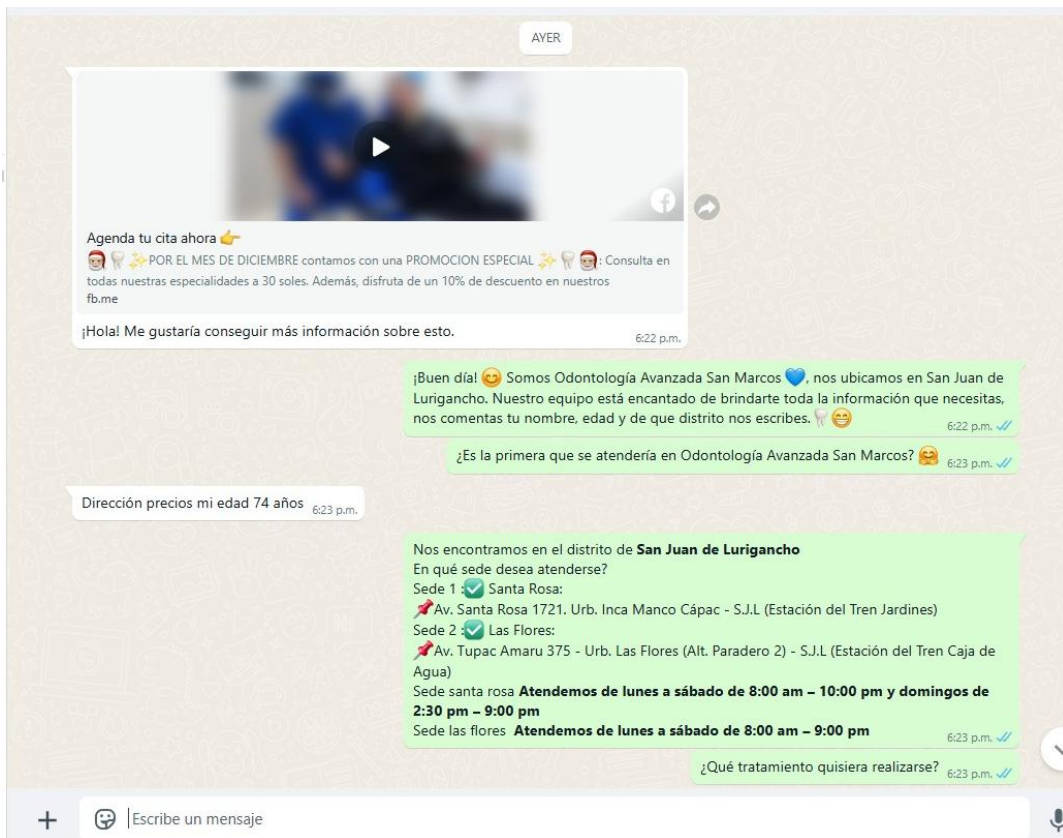 AYER
Agenda tu cita ahora 👉
🎅🦷✨POR EL MES DE DICIEMBRE contamos con una PROMOCION ESPECIAL ✨🦷🎅: Consulta en
todas nuestras especialidades a 30 soles. Además, disfruta de un 10% de descuento en nuestros
fb.me
¡Hola! Me gustaría conseguir más información sobre esto.
6:22 p.m.
¡Buen día! 😊 Somos Odontología Avanzada San Marcos 💙, nos ubicamos en San Juan de
Lurigancho. Nuestro equipo está encantado de brindarte toda la información que necesitas,
nos comentas tu nombre, edad y de que distrito nos escribes.🦷😁
6:22 p.m.
¿Es la primera que se atendería en Odontología Avanzada San Marcos? 🤗 6:23 p.m.
Dirección precios mi edad 74 años 6:23 p.m.
Nos encontramos en el distrito de San Juan de Lurigancho
En qué sede desea atenderse?
Sede 1 :✅ Santa Rosa:
📌Av. Santa Rosa 1721. Urb. Inca Manco Cápac - S.J.L (Estación del Tren Jardines)
Sede 2 :✅ Las Flores:
📌Av. Tupac Amaru 375 - Urb. Las Flores (Alt. Paradero 2) - S.J.L (Estación del Tren Caja de
Agua)
Sede santa rosa Atendemos de lunes a sábado de 8:00 am – 10:00 pm y domingos de
2:30 pm – 9:00 pm
Sede las flores Atendemos de lunes a sábado de 8:00 am – 9:00 pm
6:23 p.m.
¿Qué tratamiento quisiera realizarse? 6:23 p.m.
Escribe un mensaje